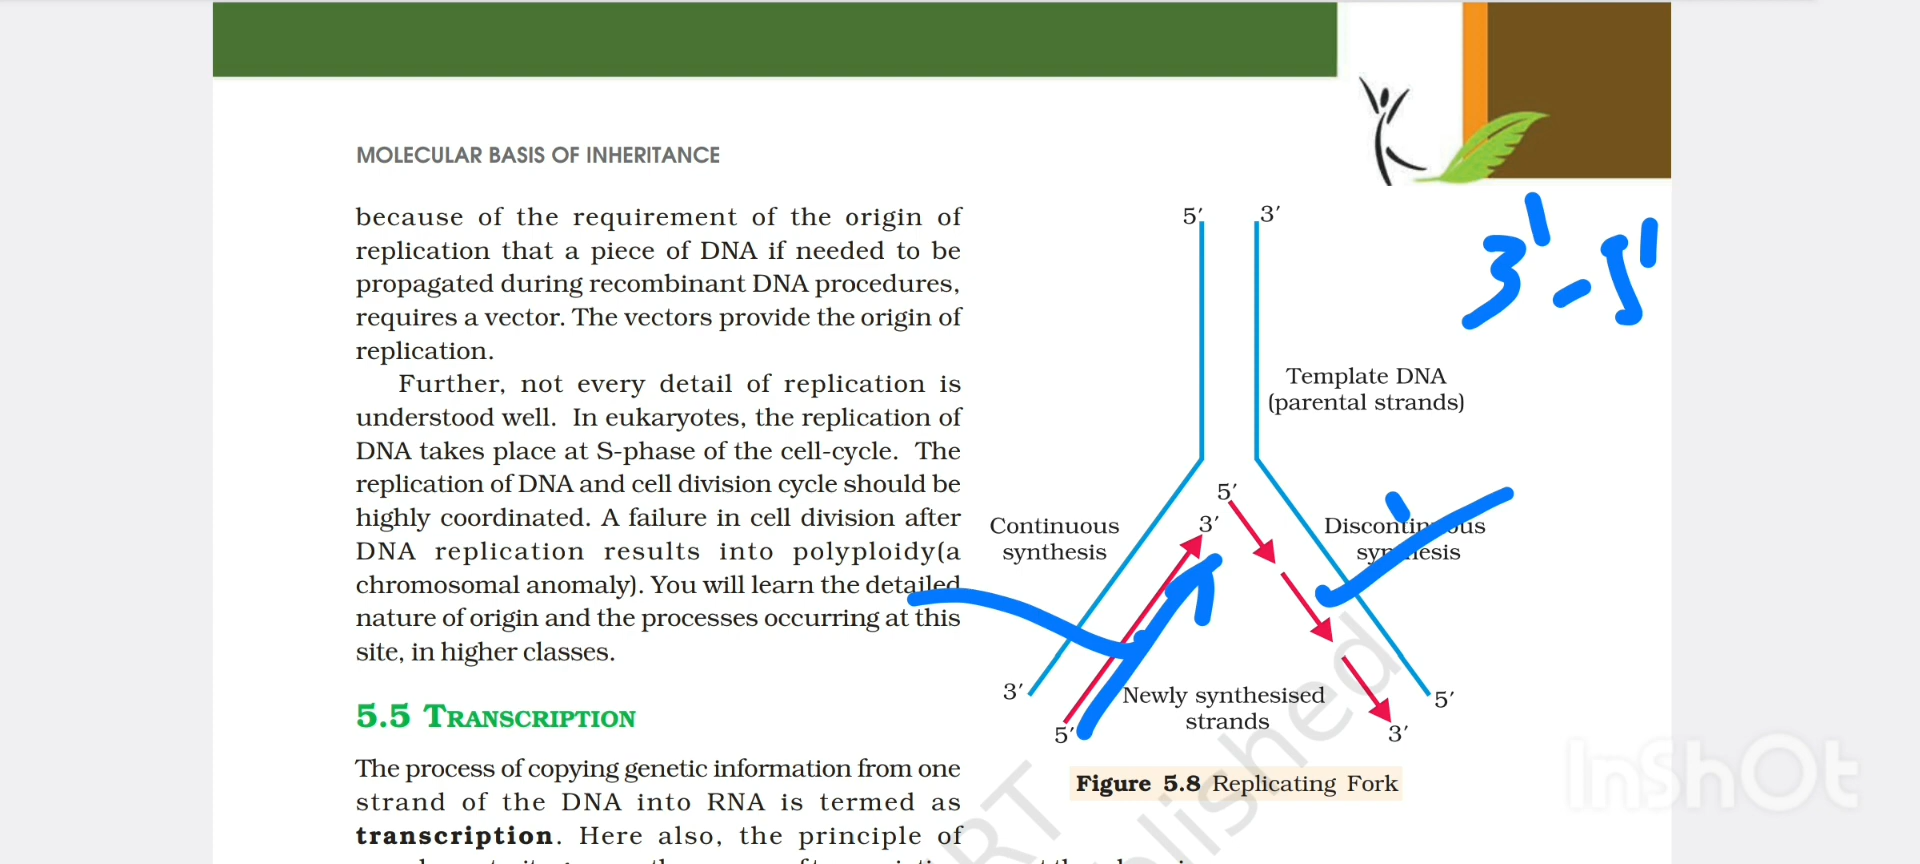 MOLECULAR BASIS OF INHERITANCE
because of the requirement of the origin of
replication that a piece of DNA if needed to be
propagated during recombinant DNA procedures,
requires a vector. The vectors provide the origin of
replication.
Further, not every detail of replication is
understood well. In eukaryotes, the replication of
DNA takes place at S-phase of the cell-cycle. The
replication of DNA and cell division cycle should be
highly coordinated. A failure in cell division after
DNA replication results into polyploidy(a
chromosomal anomaly). You will learn the detailed
nature of origin and the processes occurring at this
site, in higher classes.
5.5 TRANSCRIPTION
The process of copying genetic information from one
strand of the DNA into RNA is termed as
transcription. Here also, the principle of
5′ 3′
3' - 5'
Template DNA
(parental strands)
5′
3′
Continuous
synthesis
Discontinuous
synthesis
3′
5′
Newly synthesised
strands
5′
3′
Figure 5.8 Replicating Fork
InShOt